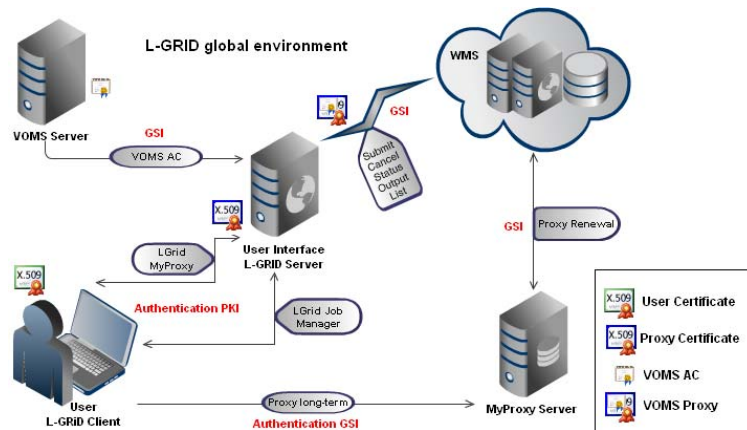 L-GRID global environment
VOMS Server
GSI
VOMS AC
WMS
GSI
Submit
Cancel
Status
Output
List
X.509
User Interface
L-GRID Server
LGrid
MyProxy
X.509
Authentication PKI
LGrid Job
Manager
GSI
Proxy Renewal
User
L-GRiD Client
Proxy long-term
Authentication GSI
MyProxy Server
X.509
User Certificate
X.509
Proxy Certificate
VOMS AC
VOMS Proxy